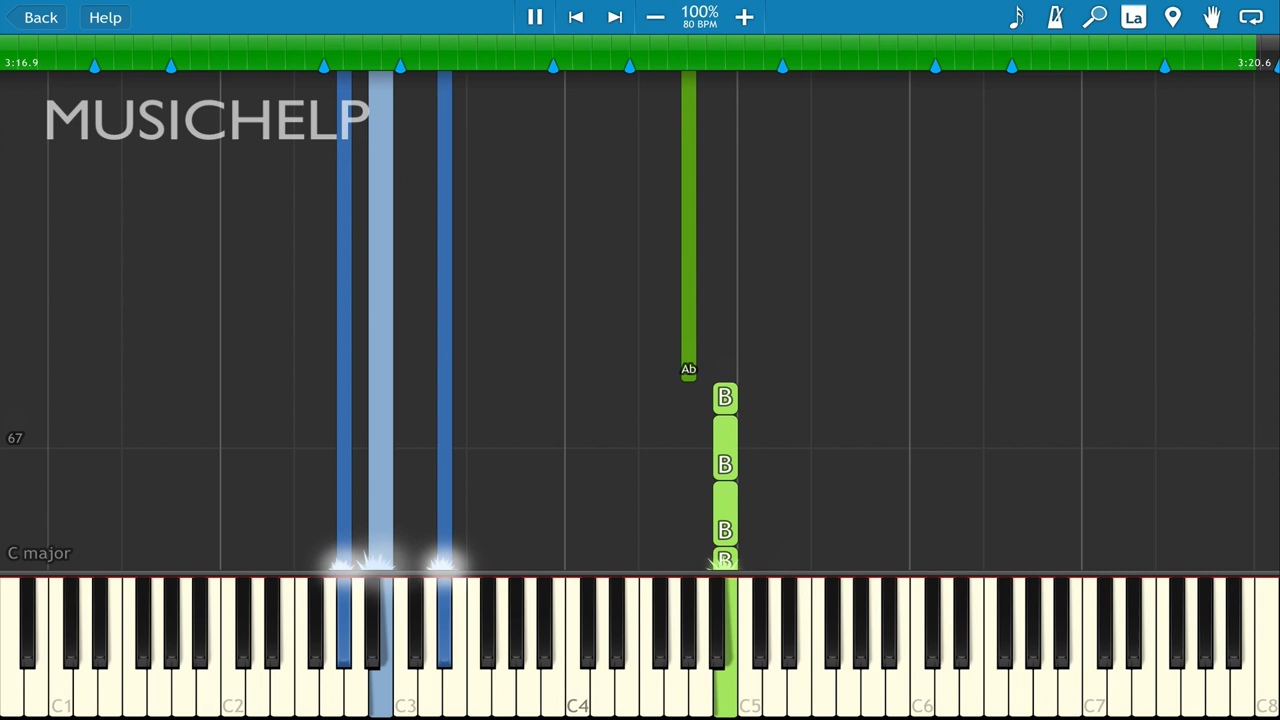 Back Help 100% La
80 BPM
3:16.9 3:20.6
MUSICHELP
Ab
B
67
B
B
C major
B
C1 C2 C3 C4 C5 C6 C7 C8